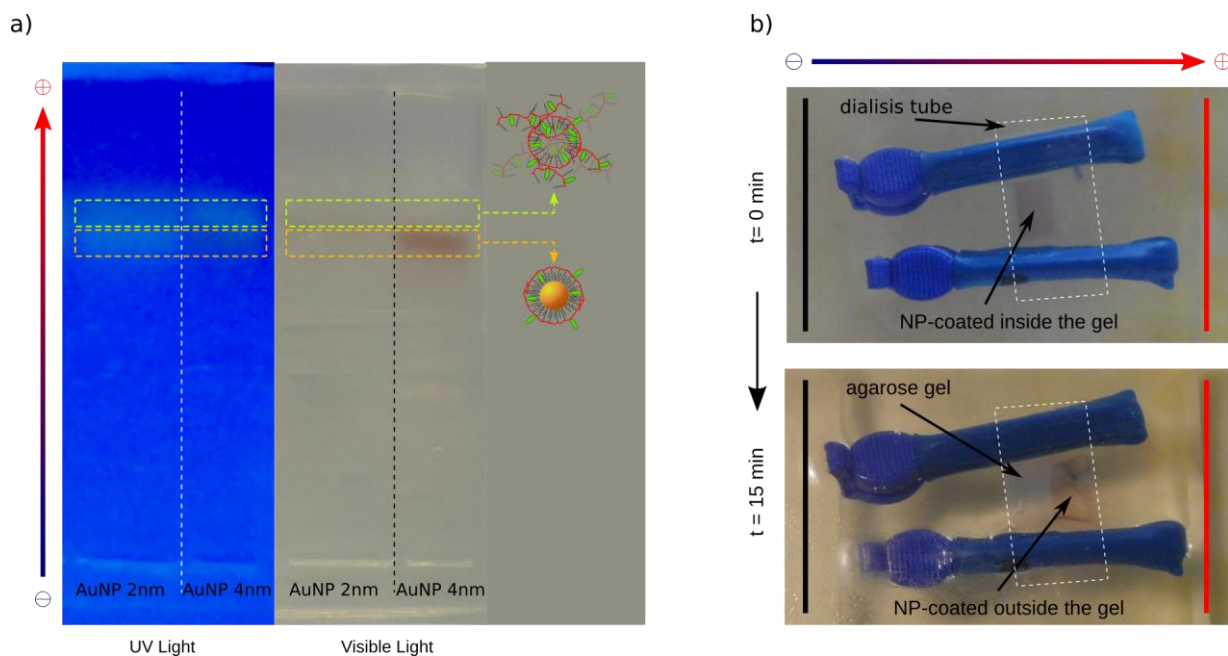 a)
⊕
⊖
AuNP 2nm
AuNP 4nm
AuNP 2nm
AuNP 4nm
UV Light
Visible Light
b)
⊖
⊕
t= 0 min
dialisis tube
NP-coated inside the gel
t = 15 min
agarose gel
NP-coated outside the gel